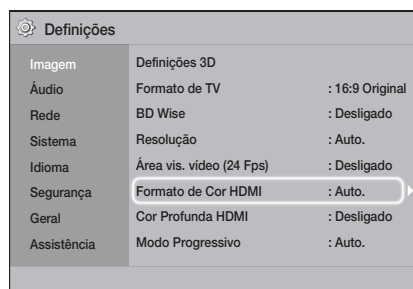 Definições
Imagem
Áudio
Rede
Sistema
Idioma
Segurança
Geral
Assistência
Definições 3D
Formato de TV : 16:9 Original
BD Wise : Desligado
Resolução : Auto.
Área vis. vídeo (24 Fps) : Desligado
Formato de Cor HDMI : Auto.
Cor Profunda HDMI : Desligado
Modo Progressivo : Auto.